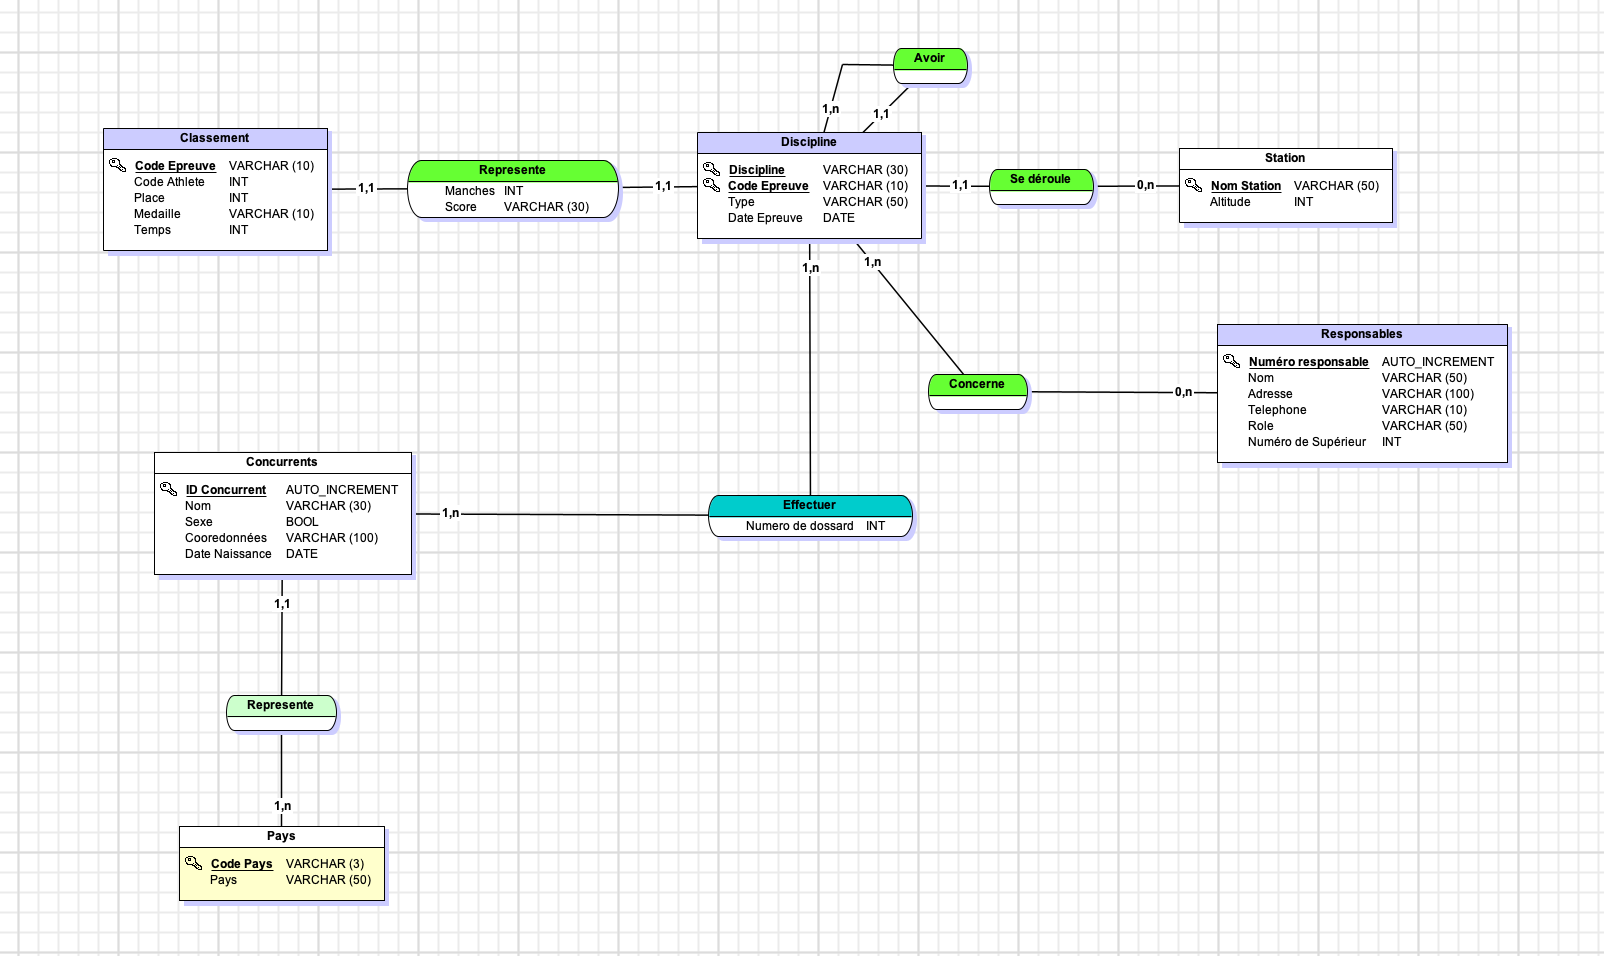 Avoir
1,n
1,1
Classement
Code Epreuve VARCHAR (10)
Code Athlete INT
Place INT
Medaille VARCHAR (10)
Temps INT
1,1
Represente
Manches INT
Score VARCHAR (30)
1,1
Discipline
Discipline VARCHAR (30)
Code Epreuve VARCHAR (10)
Type VARCHAR (50)
Date Epreuve DATE
1,1
Se déroule
0,n
Station
Nom Station VARCHAR (50)
Altitude INT
1,n
1,n
Concerne
0,n
Responsables
Numéro responsable AUTO_INCREMENT
Nom VARCHAR (50)
Adresse VARCHAR (100)
Telephone VARCHAR (10)
Role VARCHAR (50)
Numéro de Supérieur INT
Concurrents
ID Concurrent AUTO_INCREMENT
Nom VARCHAR (30)
Sexe BOOL
Cooredonnées VARCHAR (100)
Date Naissance DATE
1,n
Effectuer
Numero de dossard INT
1,1
Represente
1,n
Pays
Code Pays VARCHAR (3)
Pays VARCHAR (50)